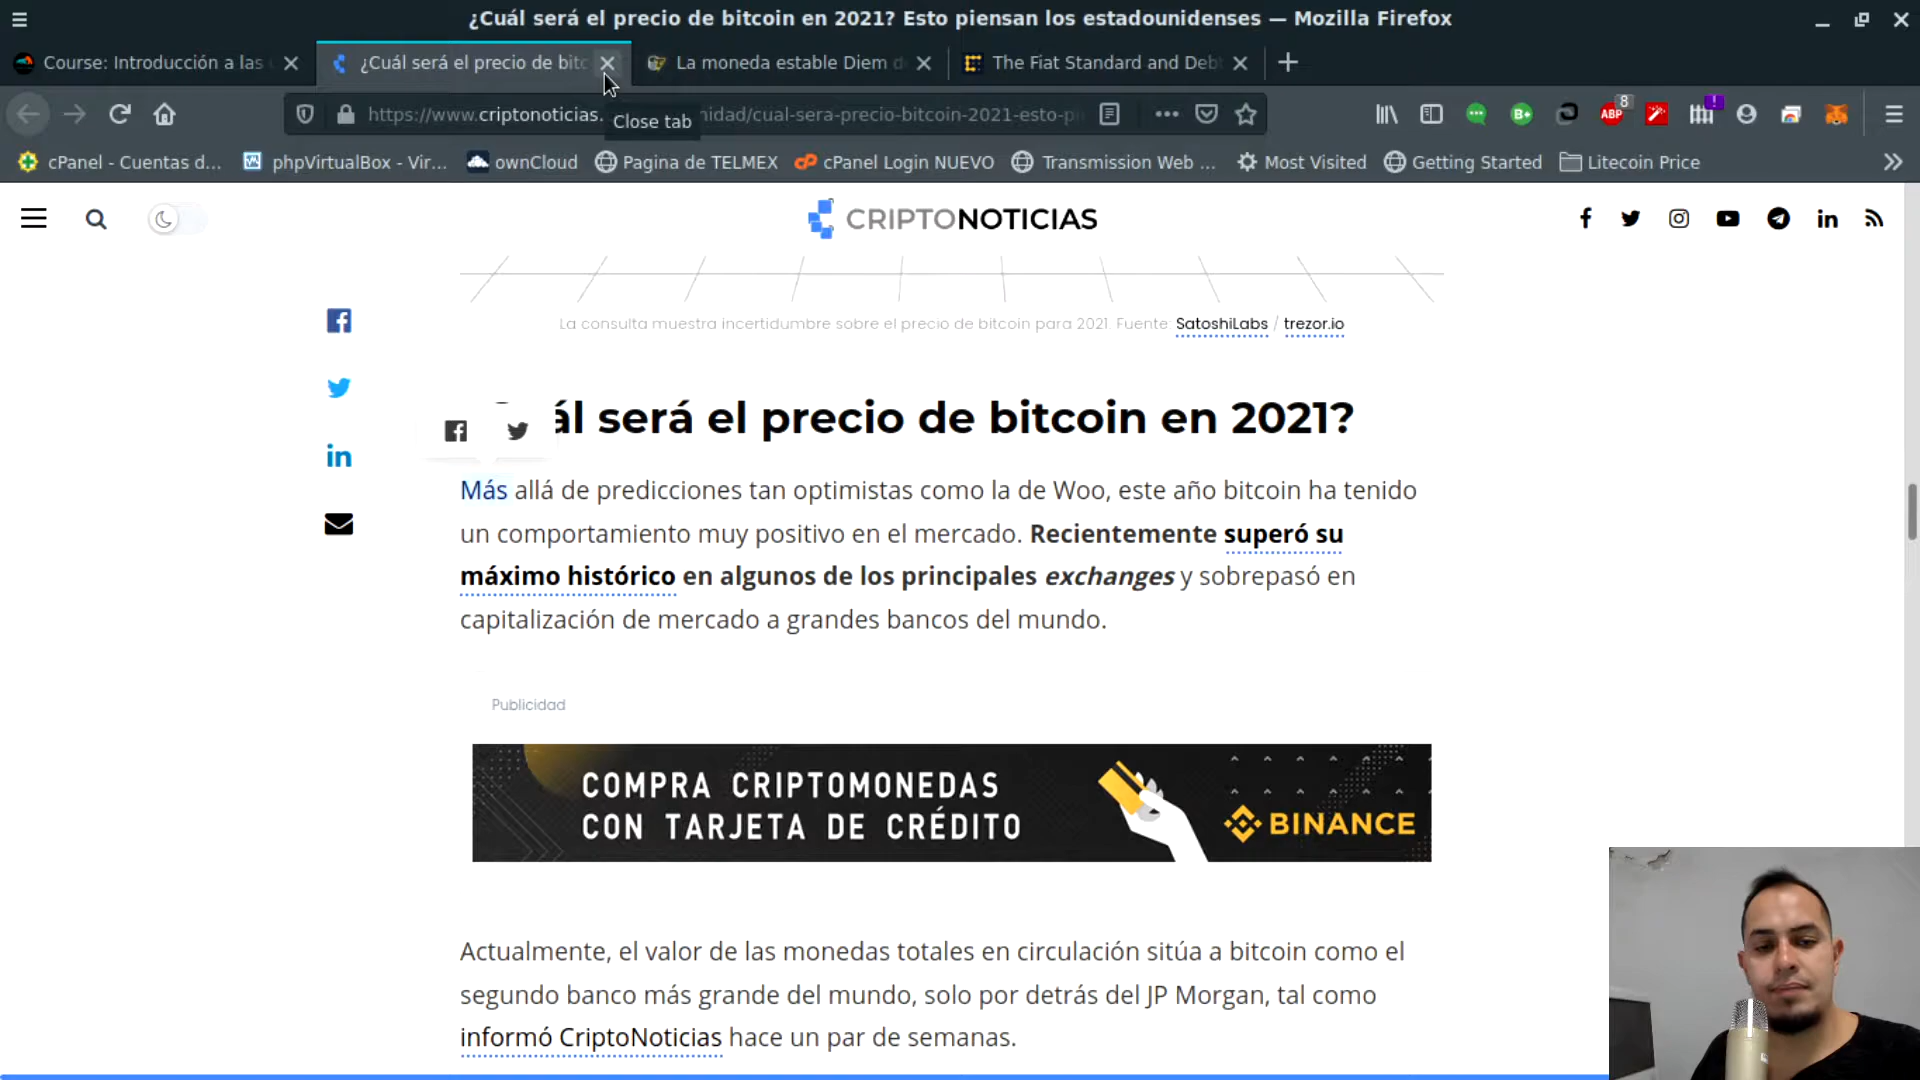 ¿Cuál será el precio de bitcoin en 2021? Esto piensan los estadounidenses — Mozilla Firefox
Course: Introducción a las
¿Cuál será el precio de bitc
La moneda estable Diem d
The Fiat Standard and Debt
https://www.criptonoticias.
nidad/cual-sera-precio-bitcoin-2021-esto-pi
Close tab
ABP
8
B+
!
cPanel - Cuentas d...
phpVirtualBox - Vir...
ownCloud
Pagina de TELMEX
cPanel Login NUEVO
Transmission Web ...
Most Visited
Getting Started
Litecoin Price
CRIPTONOTICIAS
La consulta muestra incertidumbre sobre el precio de bitcoin para 2021. Fuente: SatoshiLabs / trezor.io
ál será el precio de bitcoin en 2021?
Más allá de predicciones tan optimistas como la de Woo, este año bitcoin ha tenido
un comportamiento muy positivo en el mercado. Recientemente superó su
máximo histórico en algunos de los principales exchanges y sobrepasó en
capitalización de mercado a grandes bancos del mundo.
Publicidad
COMPRA CRIPTOMONEDAS
CON TARJETA DE CRÉDITO
BINANCE
Actualmente, el valor de las monedas totales en circulación sitúa a bitcoin como el
segundo banco más grande del mundo, solo por detrás del JP Morgan, tal como
informó CriptoNoticias hace un par de semanas.